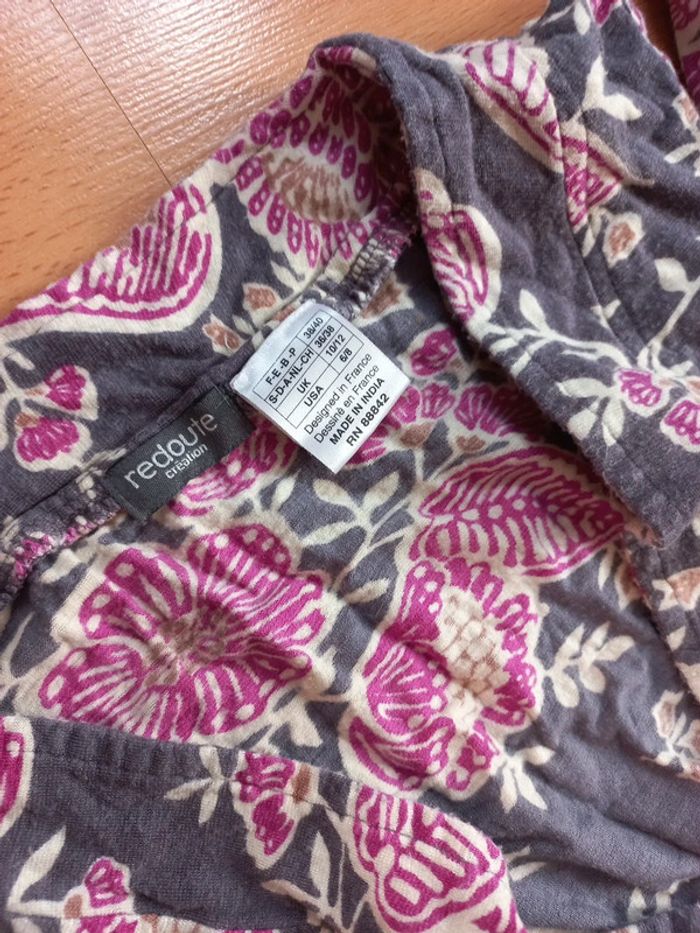 redoute
création
F-E-B-P 38/40
S-D-A-NL-CH 36/38
UK 10/12
USA 6/8
Designed in France
Dessiné en France
MADE IN INDIA
RN 88842